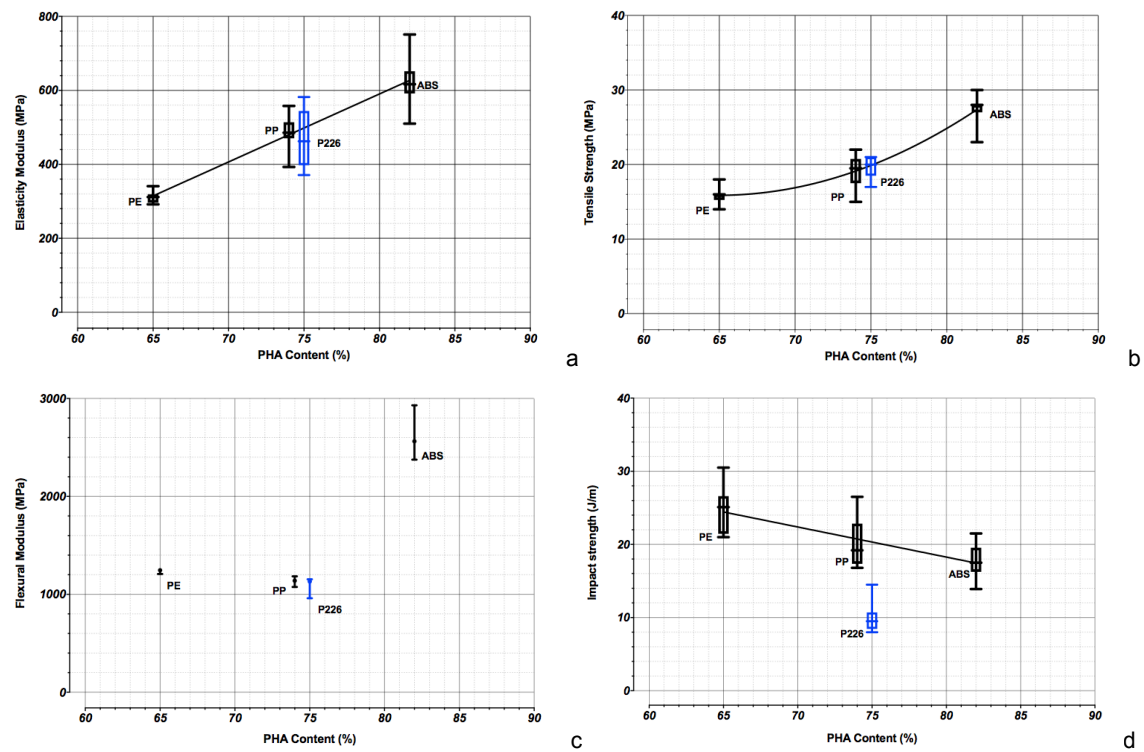 800
600
400
200
0
Elasticity Modulus (MPa)
PE
PP
P226
ABS
60 65 70 75 80 85 90
PHA Content (%)
a
40
30
20
10
0
Tensile Strength (MPa)
PE
PP
P226
ABS
60 65 70 75 80 85 90
PHA Content (%)
b
3000
2000
1000
0
Flexural Modulus (MPa)
PE
PP
P226
ABS
60 65 70 75 80 85 90
PHA Content (%)
c
40
30
20
10
0
Impact strength (J/m)
PE
PP
P226
ABS
60 65 70 75 80 85 90
PHA Content (%)
d